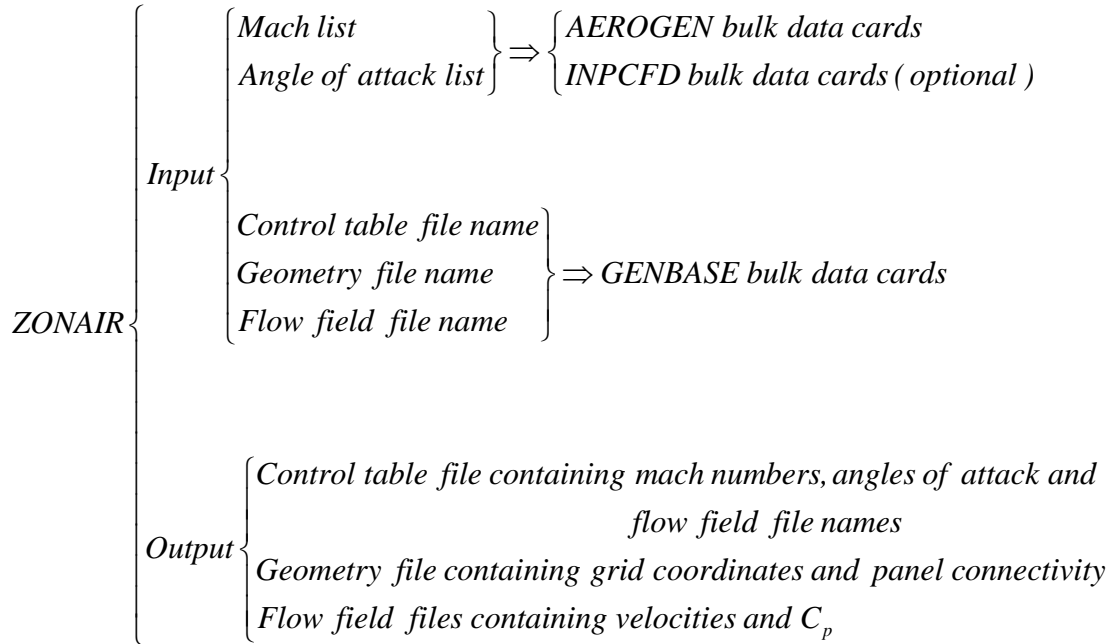 Mach list
Angle of attack list
⇒
AEROGEN bulk data cards
INPCFD bulk data cards ( optional )
Input
Control table file name
Geometry file name
Flow field file name
⇒ GENBASE bulk data cards
ZONAIR
Control table file containing mach numbers, angles of attack and
flow field file names
Output
Geometry file containing grid coordinates and panel connectivity
Flow field files containing velocities and C_p